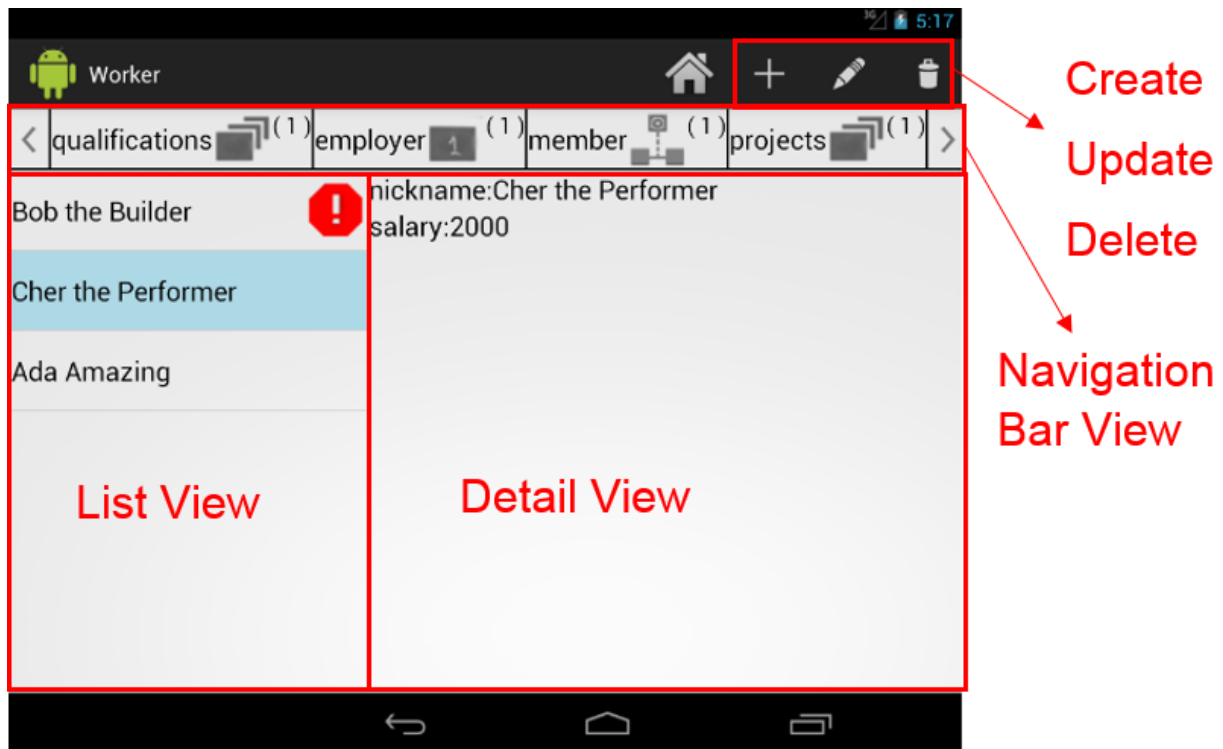 3G 5:17
Worker
Create
Update
Delete
qualifications (1) employer 1 (1) member (1) projects (1)
Bob the Builder
nickname:Cher the Performer
salary:2000
Cher the Performer
Ada Amazing
Navigation
Bar View
List View
Detail View